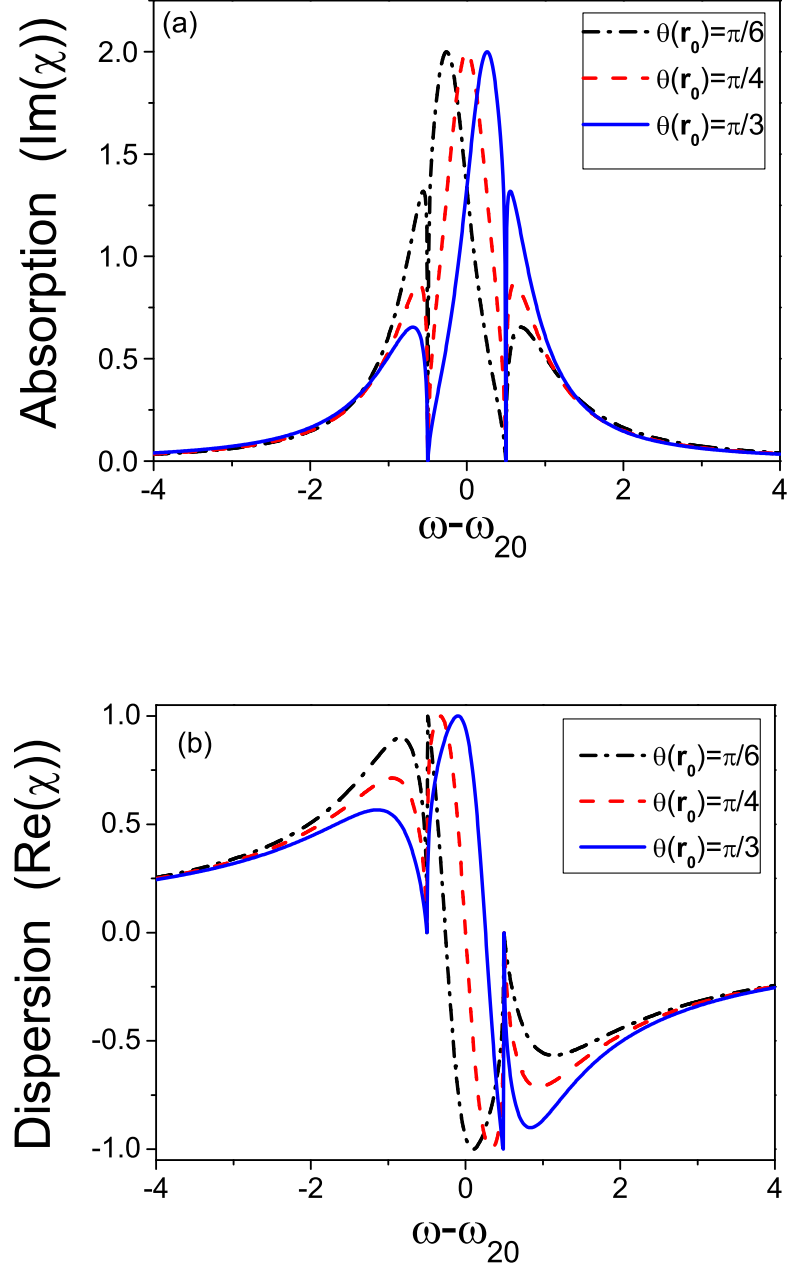 (a)
θ(r₀)=π/6
θ(r₀)=π/4
θ(r₀)=π/3
Absorption (Im(χ))
2.0
1.5
1.0
0.5
0.0
-4 -2 0 2 4
ω-ω₂₀
(b)
θ(r₀)=π/6
θ(r₀)=π/4
θ(r₀)=π/3
Dispersion (Re(χ))
1.0
0.5
0.0
-0.5
-1.0
-4 -2 0 2 4
ω-ω₂₀